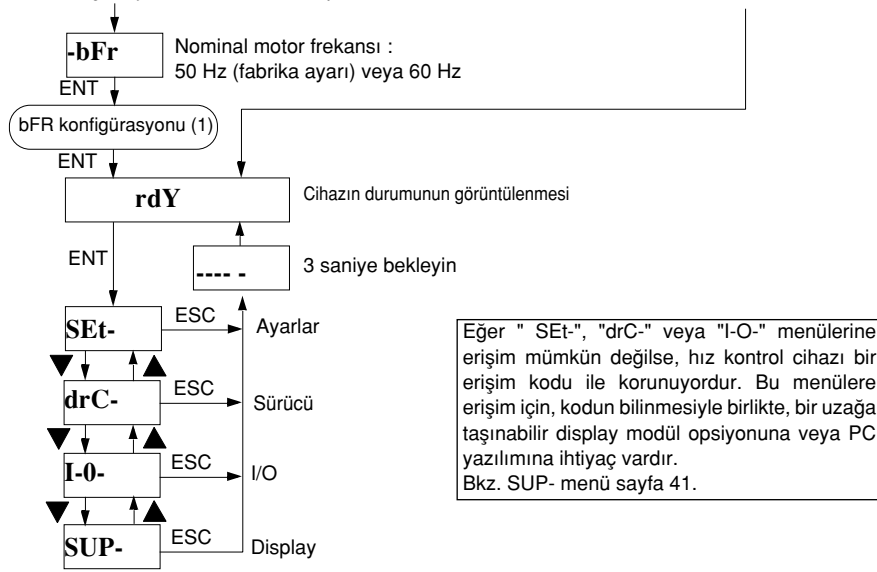 -bFr
Nominal motor frekansı :
50 Hz (fabrika ayarı) veya 60 Hz
ENT
bFR konfigürasyonu (1)
ENT
rdY
Cihazın durumunun görüntülenmesi
ENT
---- -
3 saniye bekleyin
SEt-
ESC
Ayarlar
drC-
ESC
Sürücü
I-0-
ESC
I/O
SUP-
ESC
Display
Eğer " SEt-", "drC-" veya "I-O-" menülerine
erişim mümkün değilse, hız kontrol cihazı bir
erişim kodu ile korunuyordur. Bu menülere
erişim için, kodun bilinmesiyle birlikte, bir uzağa
taşınabilir display modül opsiyonuna veya PC
yazılımına ihtiyaç vardır.
Bkz. SUP- menü sayfa 41.